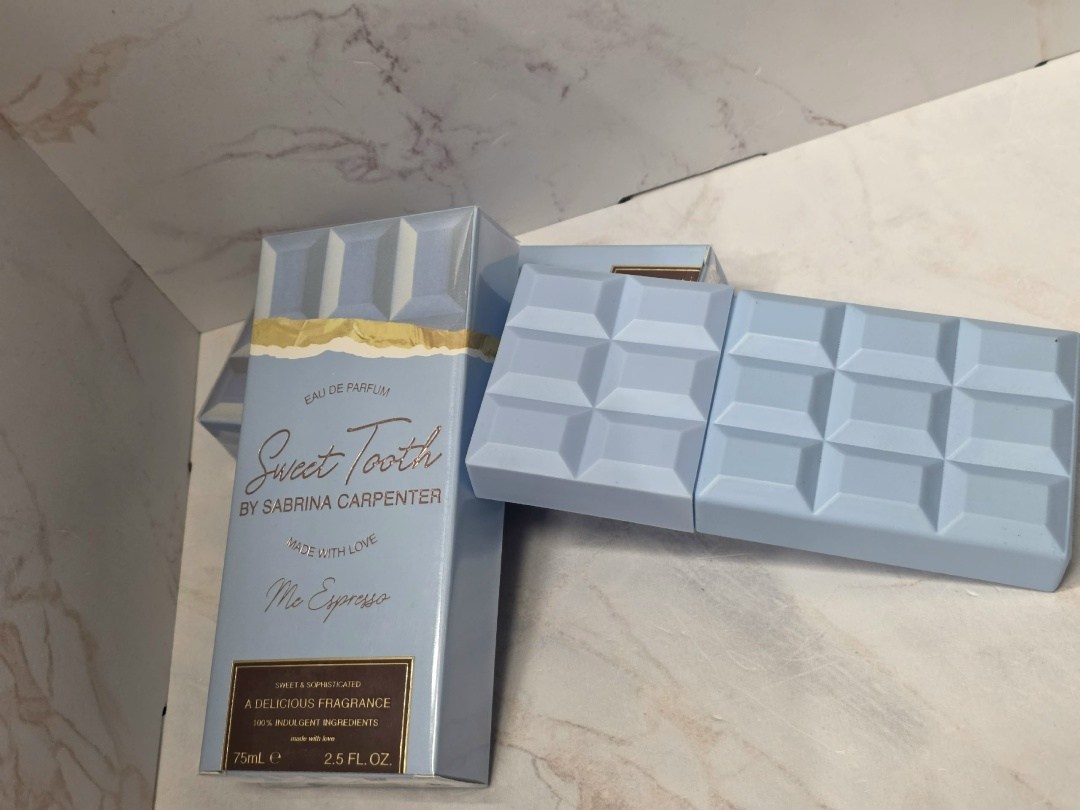 EAU DE PARFUM
Sweet Tooth
BY SABRINA CARPENTER
MADE WITH LOVE
Me Espresso
SWEET & SOPHISTICATED
A DELICIOUS FRAGRANCE
100% INDULGENT INGREDIENTS
made with love
75mL ℮ 2.5 FL. OZ.